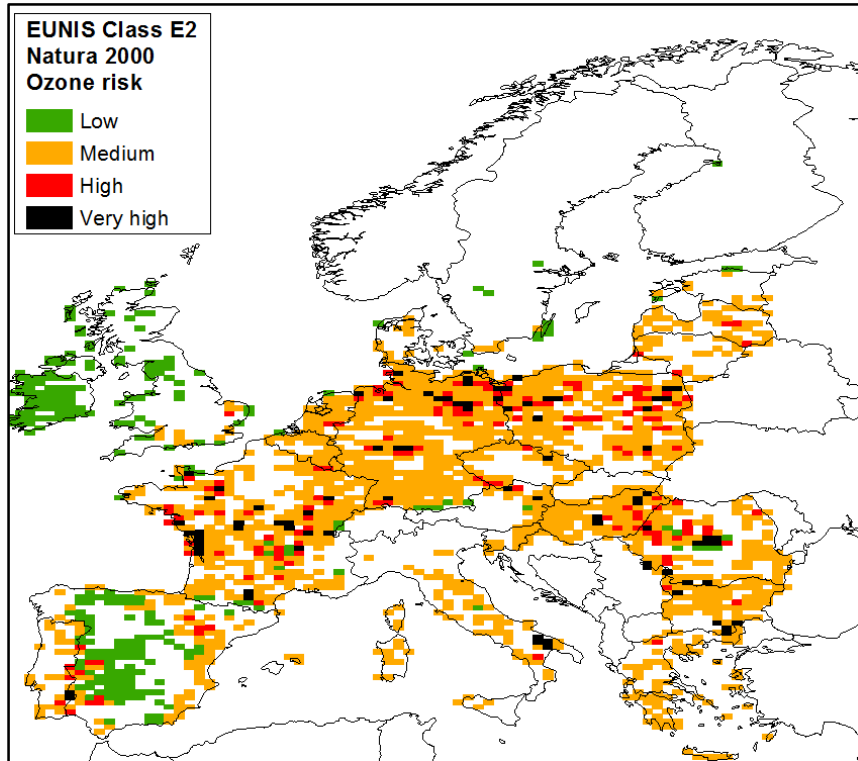 EUNIS Class E2
Natura 2000
Ozone risk
Low
Medium
High
Very high